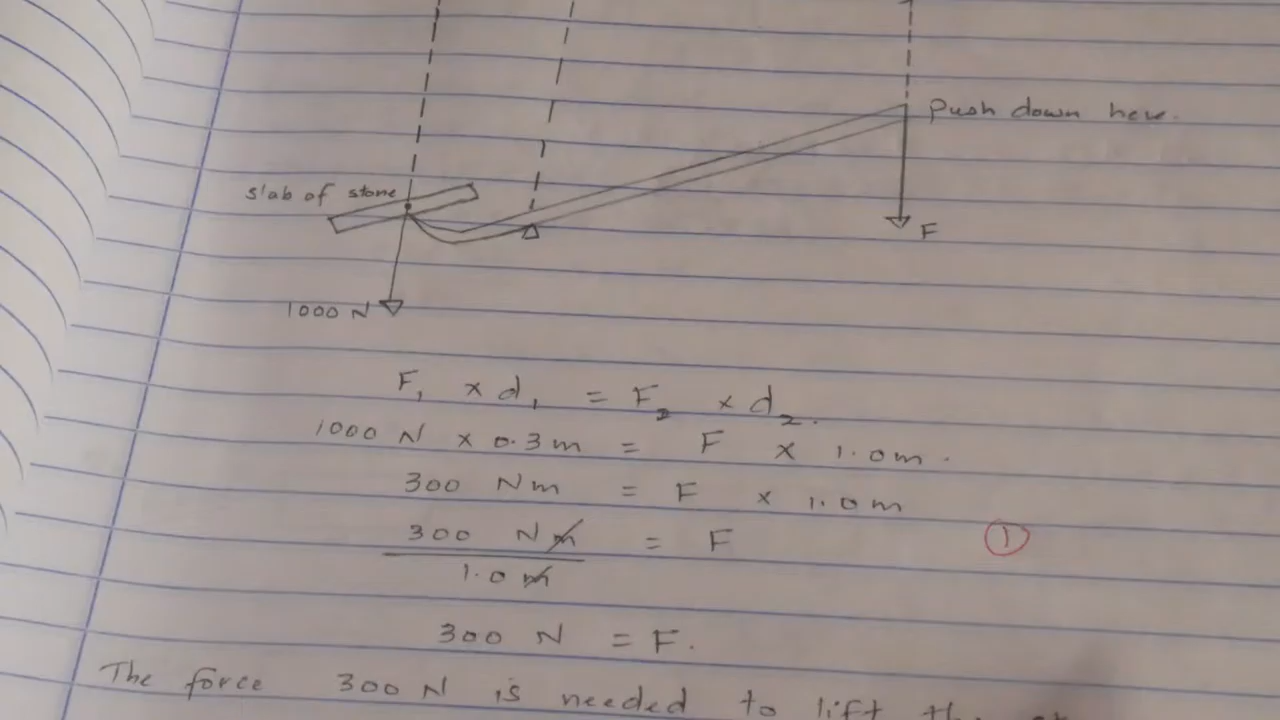 Push down here.
slab of stone
F
1000 N
F₁ × d₁ = F₂ × d₂.
1000 N × 0.3 m = F × 1.0 m.
300 Nm = F × 1.0 m
300 Nm = F
1.0 m
1
300 N = F.
The force 300 N is needed to lift the